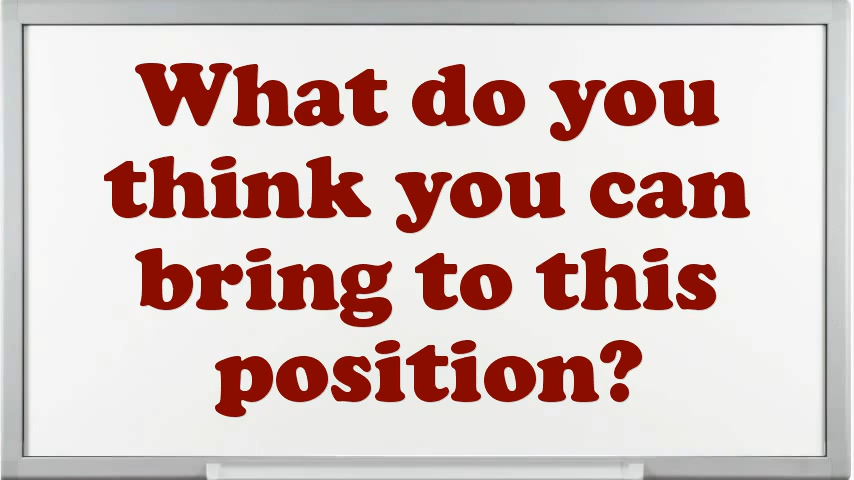 What do you
think you can
bring to this
position?